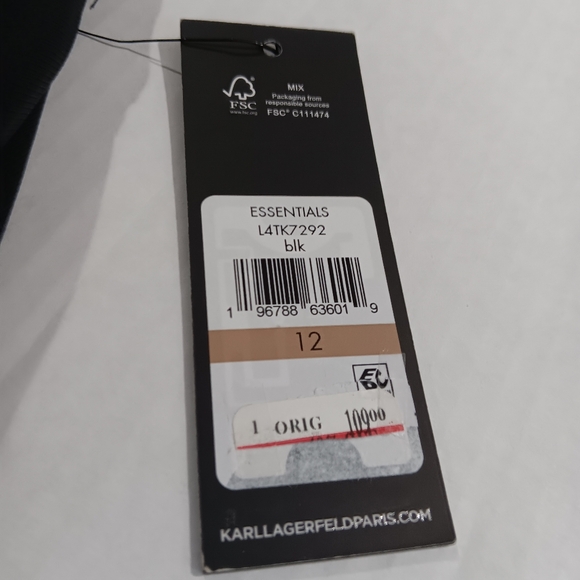 FSC
www.fsc.org
MIX
Packaging from
responsible sources
FSC® C111474
ESSENTIALS
L4TK7292
blk
1 96788 63601 9
12
1 ORIG 109.00
KARLLAGERFELDPARIS.COM